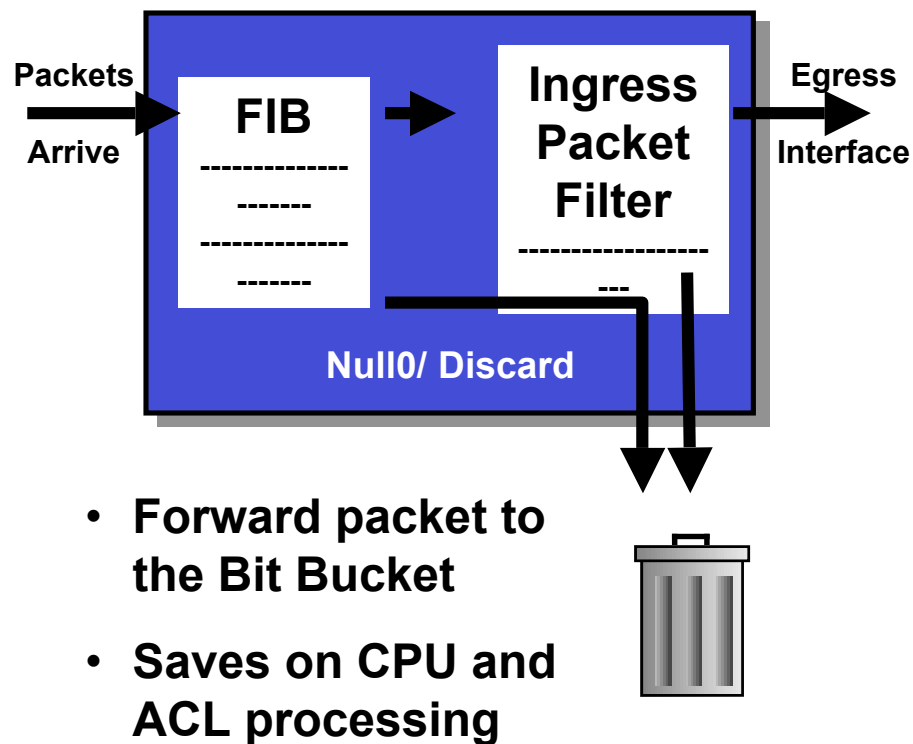 Packets
Arrive
FIB
--------------
-------
--------------
-------
Ingress
Packet
Filter
------------------
---
Egress
Interface
Null0/ Discard
• Forward packet to
the Bit Bucket
• Saves on CPU and
ACL processing